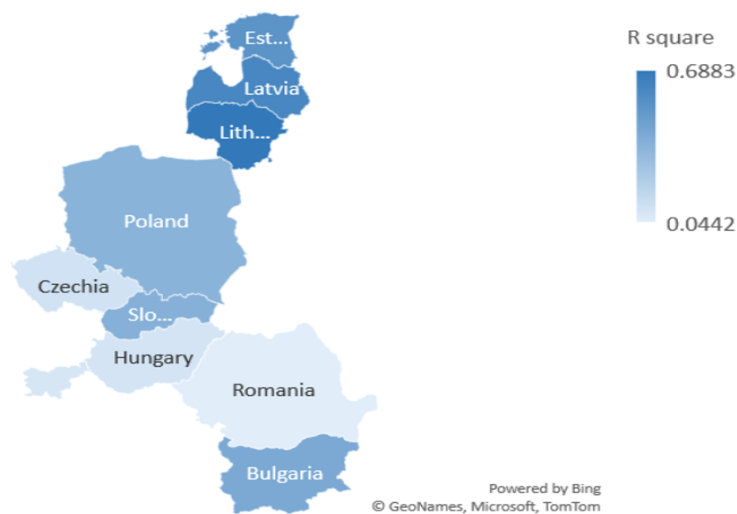 Est...
R square
0.6883
Latvia
Lith...
Poland
0.0442
Czechia
Slo...
Hungary
Romania
Bulgaria
Powered by Bing
© GeoNames, Microsoft, TomTom